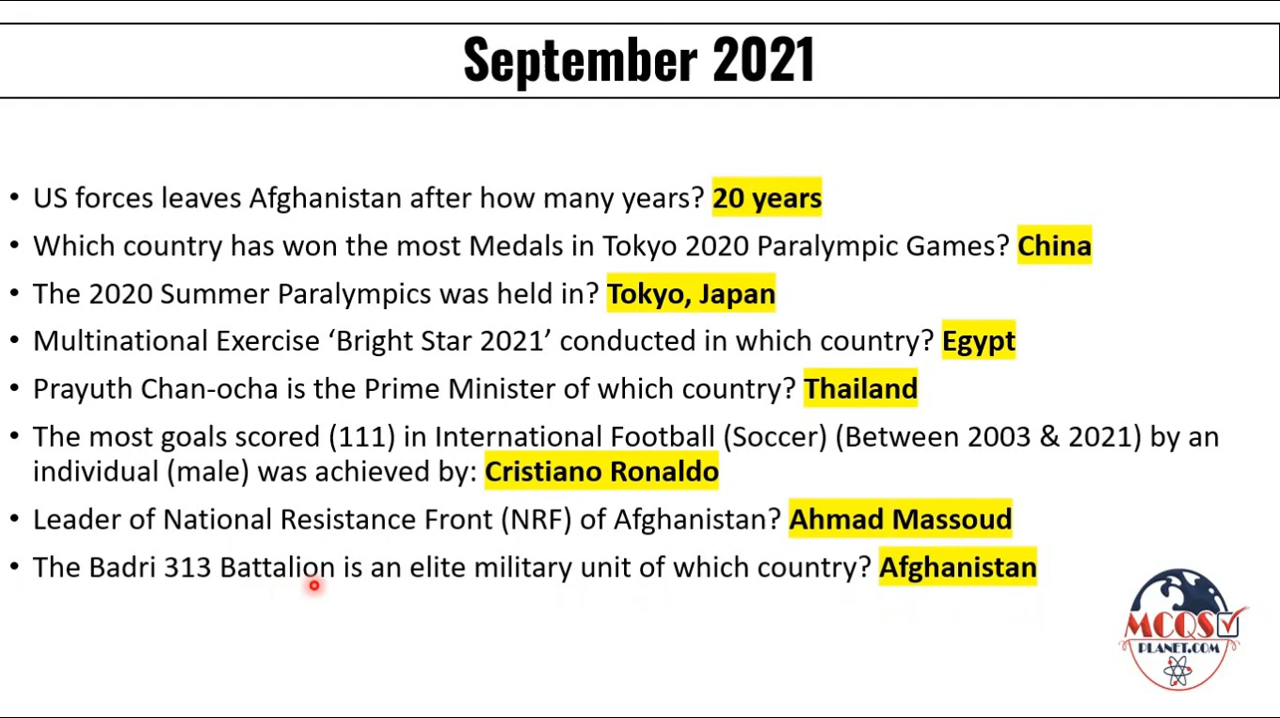 September 2021
• US forces leaves Afghanistan after how many years? 20 years
• Which country has won the most Medals in Tokyo 2020 Paralympic Games? China
• The 2020 Summer Paralympics was held in? Tokyo, Japan
• Multinational Exercise ‘Bright Star 2021’ conducted in which country? Egypt
• Prayuth Chan-ocha is the Prime Minister of which country? Thailand
• The most goals scored (111) in International Football (Soccer) (Between 2003 & 2021) by an
individual (male) was achieved by: Cristiano Ronaldo
• Leader of National Resistance Front (NRF) of Afghanistan? Ahmad Massoud
• The Badri 313 Battalion is an elite military unit of which country? Afghanistan
MCQS
PLANET.COM